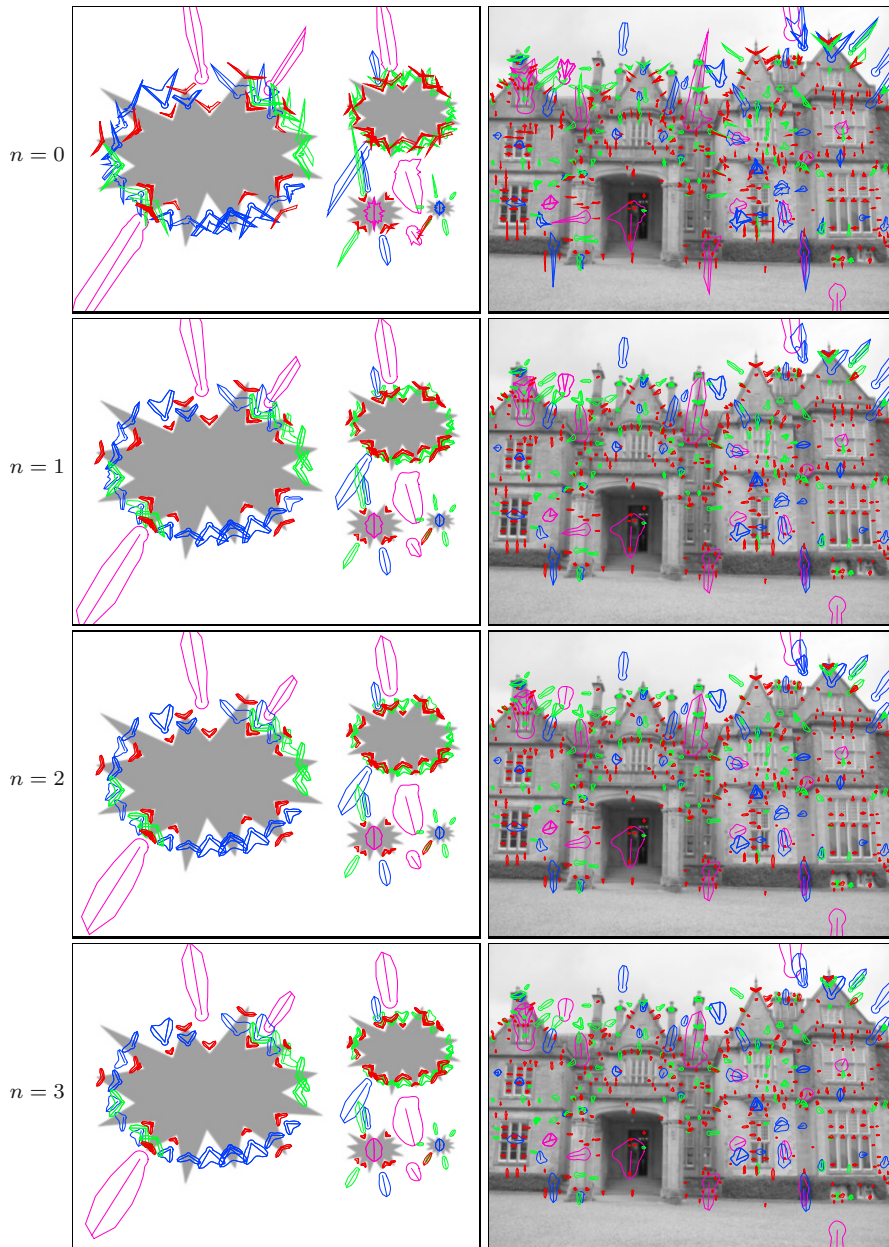 n = 0
n = 1
n = 2
n = 3